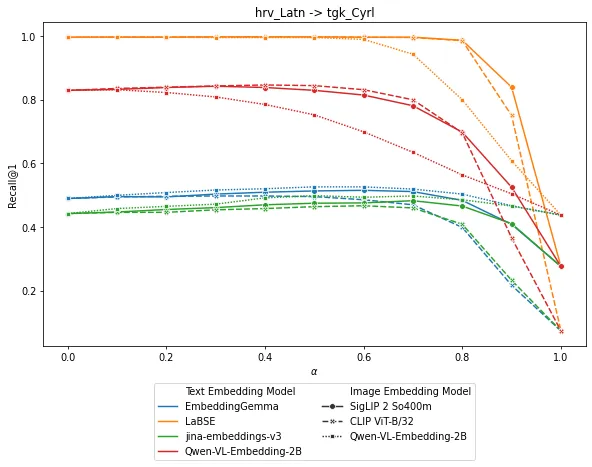 hrv_Latn -> tgk_Cyrl
Recall@1
1.0
0.8
0.6
0.4
0.2
0.0 0.2 0.4 0.6 0.8 1.0
α
Text Embedding Model Image Embedding Model
EmbeddingGemma SigLIP 2 So400m
LaBSE CLIP ViT-B/32
jina-embeddings-v3 Qwen-VL-Embedding-2B
Qwen-VL-Embedding-2B